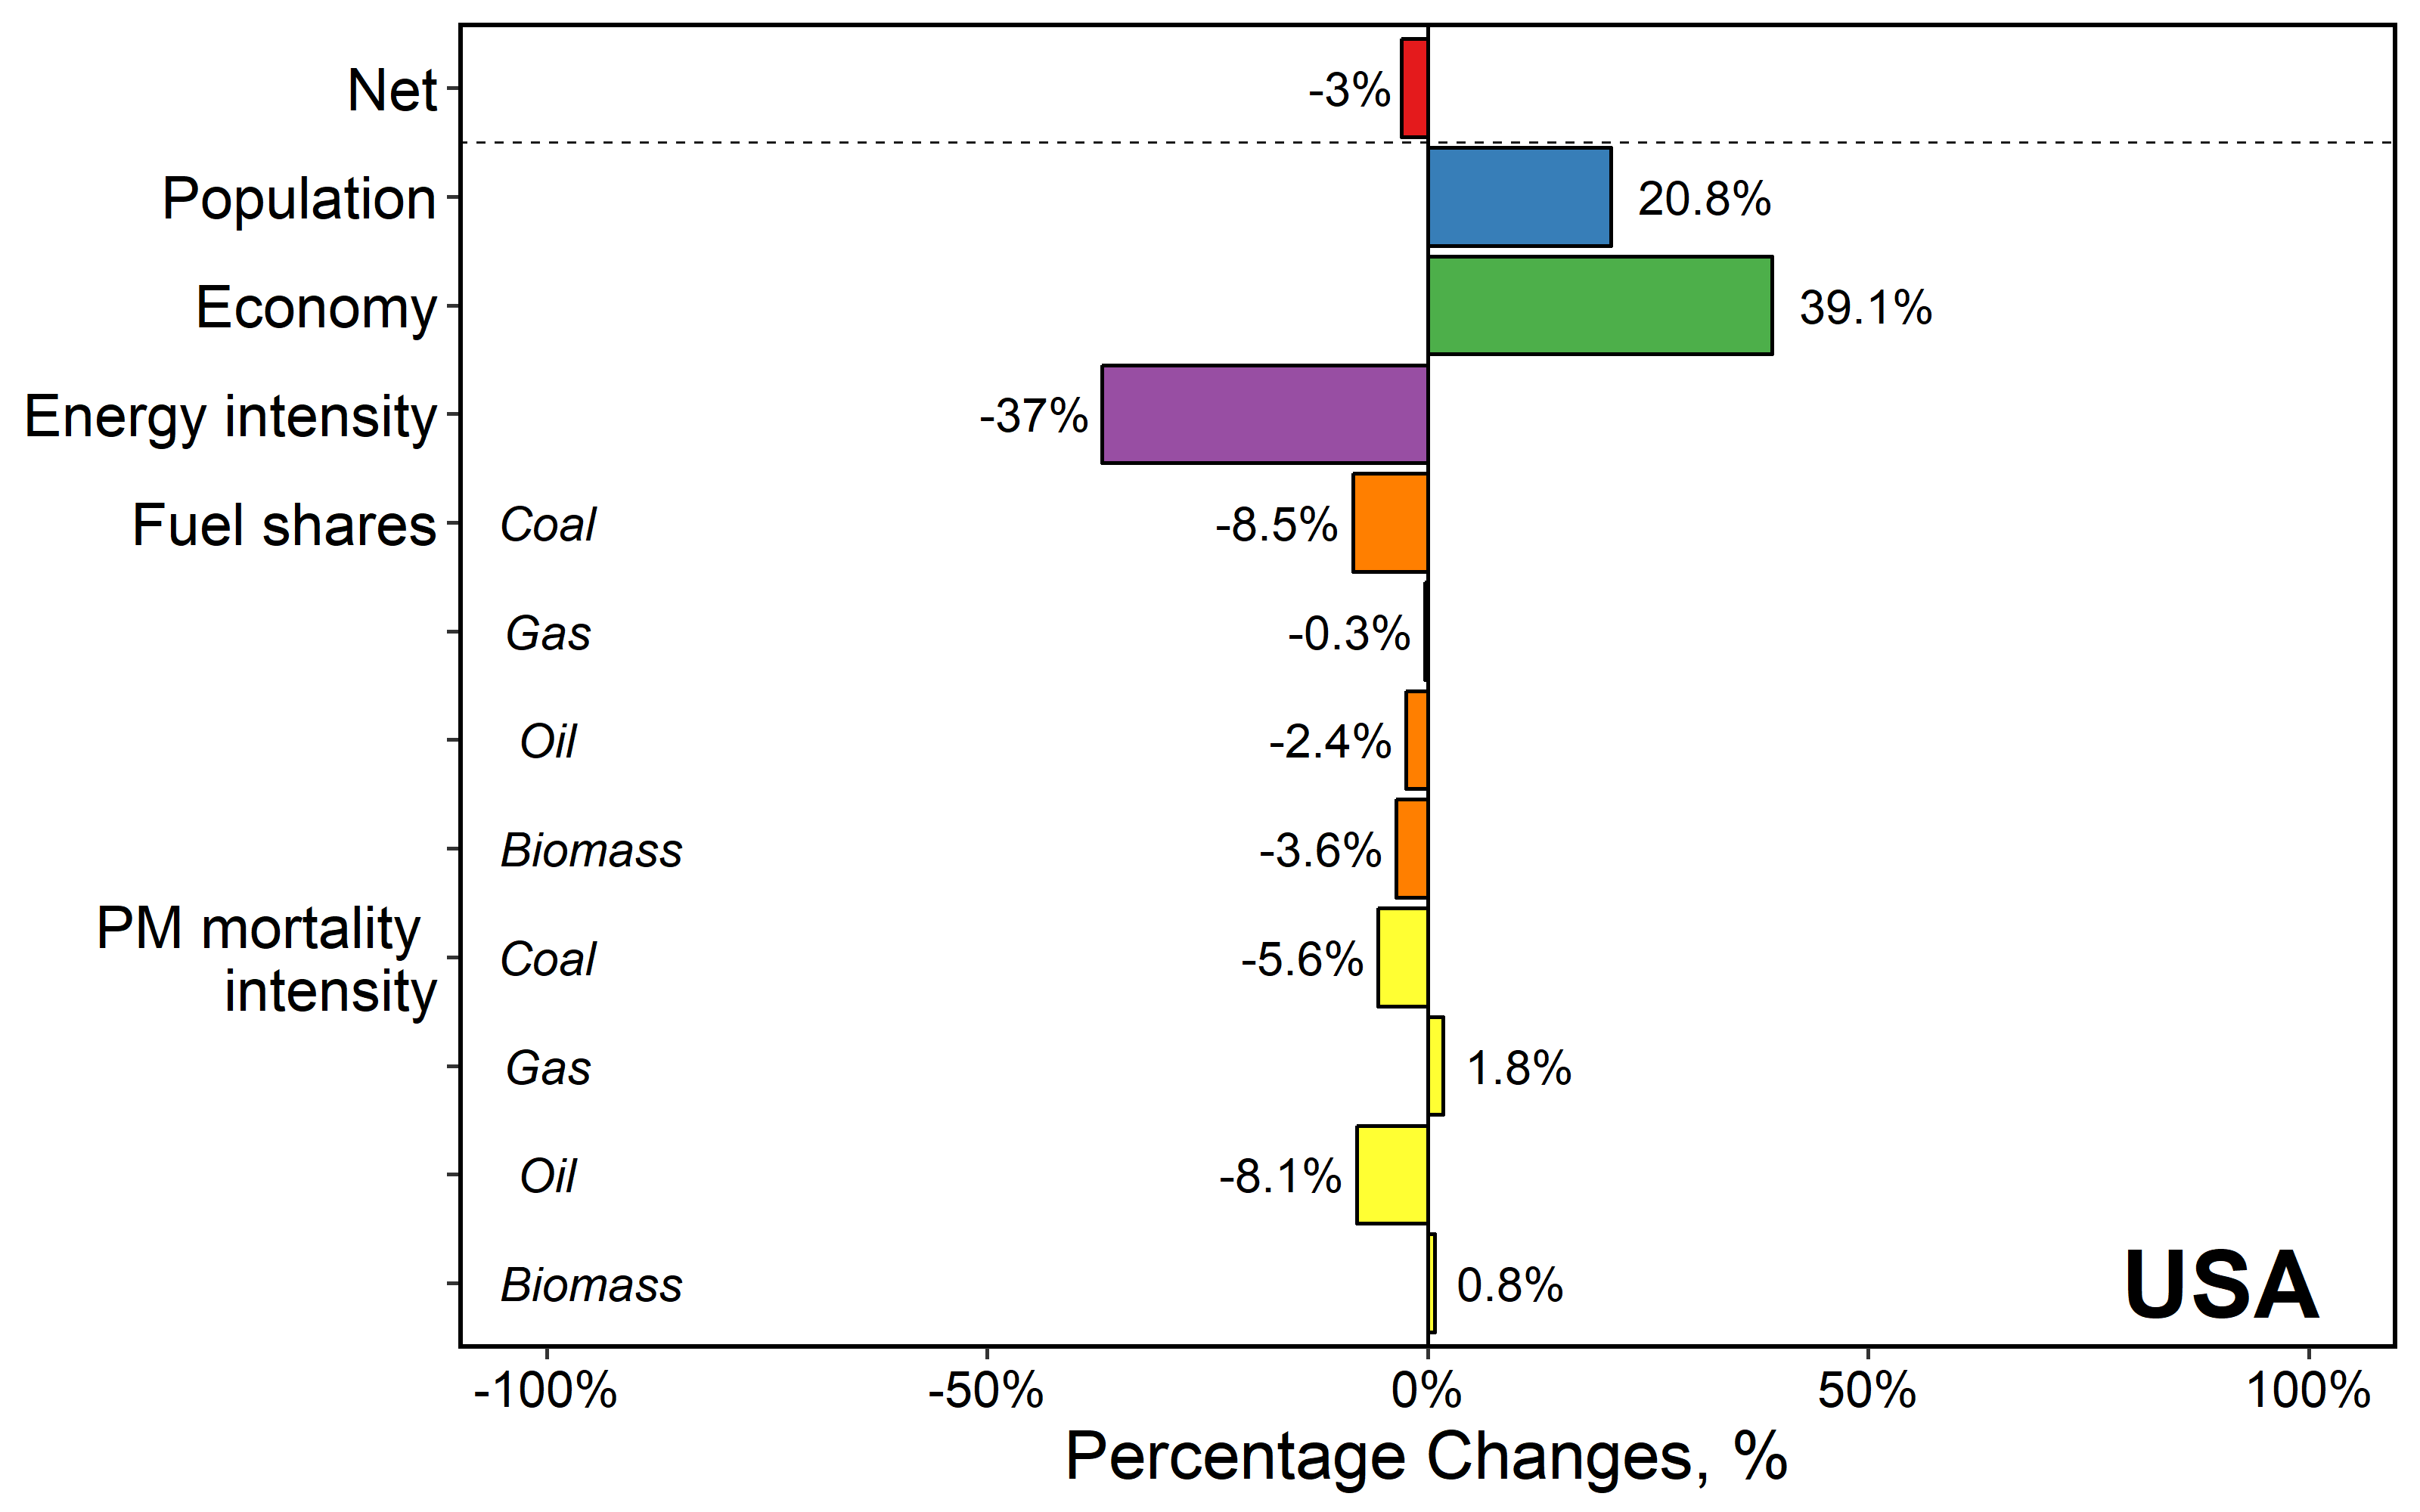 Net
-3%
Population
20.8%
Economy
39.1%
Energy intensity
-37%
Fuel shares
Coal
-8.5%
Gas
-0.3%
Oil
-2.4%
Biomass
-3.6%
PM mortality
intensity
Coal
-5.6%
Gas
1.8%
Oil
-8.1%
Biomass
0.8%
USA
-100%
-50%
0%
50%
100%
Percentage Changes, %